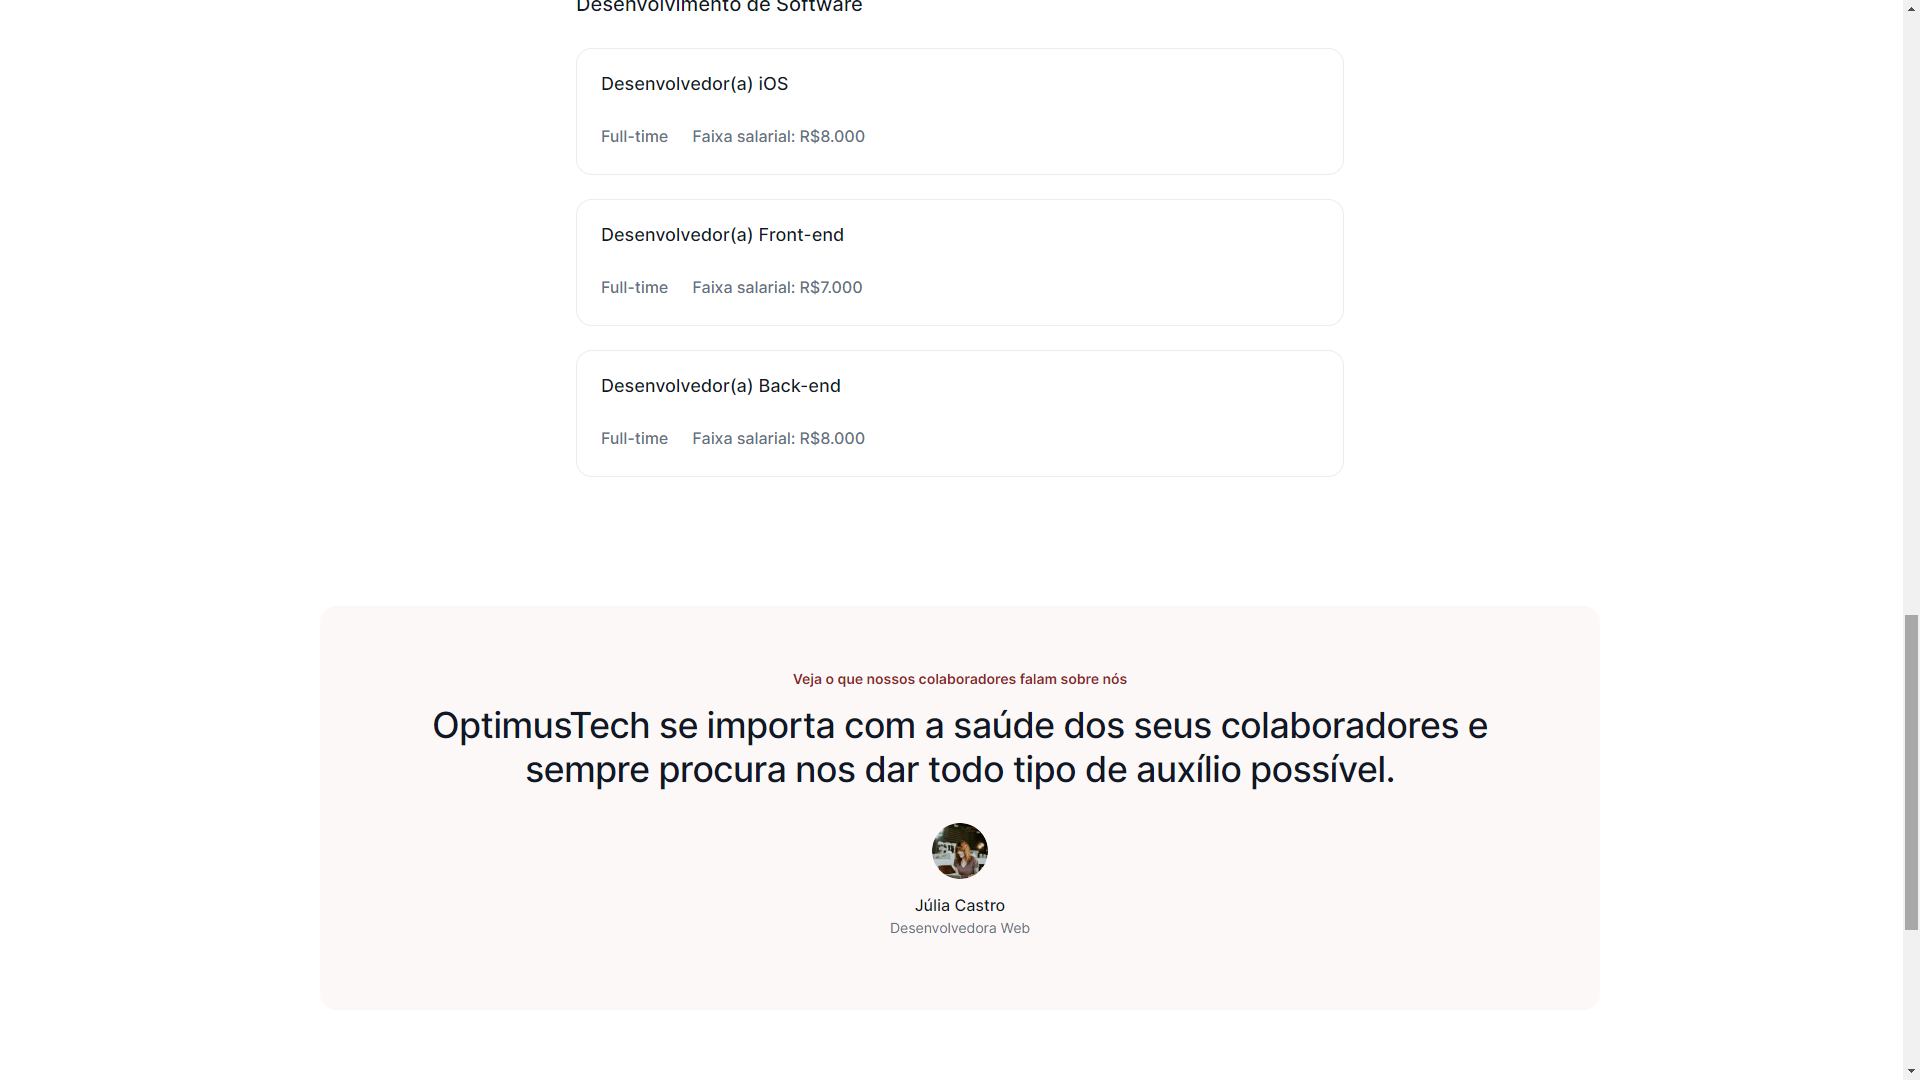 Desenvolvimento de Software
Desenvolvedor(a) iOS
Full-time Faixa salarial: R$8.000
Desenvolvedor(a) Front-end
Full-time Faixa salarial: R$7.000
Desenvolvedor(a) Back-end
Full-time Faixa salarial: R$8.000
Veja o que nossos colaboradores falam sobre nós
OptimusTech se importa com a saúde dos seus colaboradores e
sempre procura nos dar todo tipo de auxílio possível.
Júlia Castro
Desenvolvedora Web